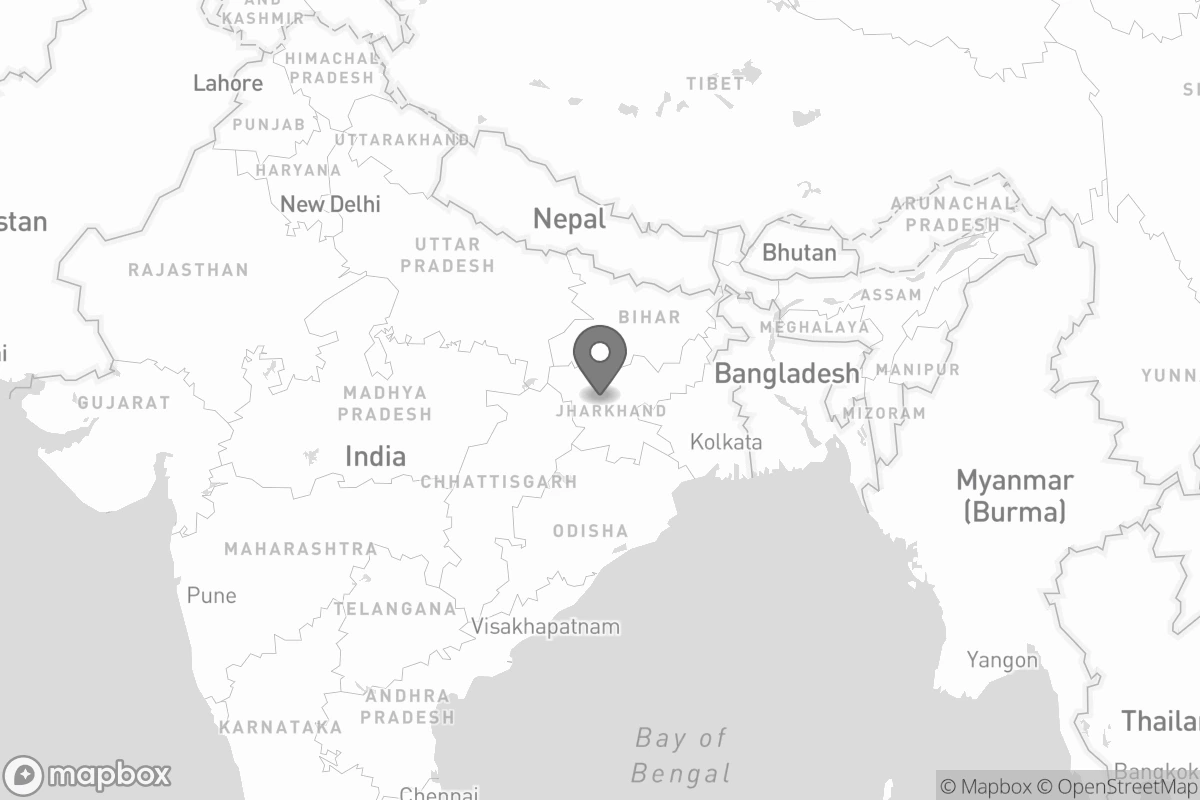 AND
KASHMIR
HIMACHAL
PRADESH
Lahore
TIBET
PUNJAB
UTTARAKHAND
HARYANA
New Delhi
ARUNACHAL
PRADESH
stan
Nepal
UTTAR
PRADESH
Bhutan
RAJASTHAN
ASSAM
BIHAR
MEGHALAYA
Bangladesh
MANIPUR
YUNN
MADHYA
PRADESH
GUJARAT
JHARKHAND
MIZORAM
Kolkata
India
CHHATTISGARH
Myanmar
(Burma)
ODISHA
MAHARASHTRA
Pune
TELANGANA
Visakhapatnam
Yangon
ANDHRA
PRADESH
KARNATAKA
Thailan
Bay of
Bengal
Bangkok
Chennai
mapbox
© Mapbox © OpenStreetMap